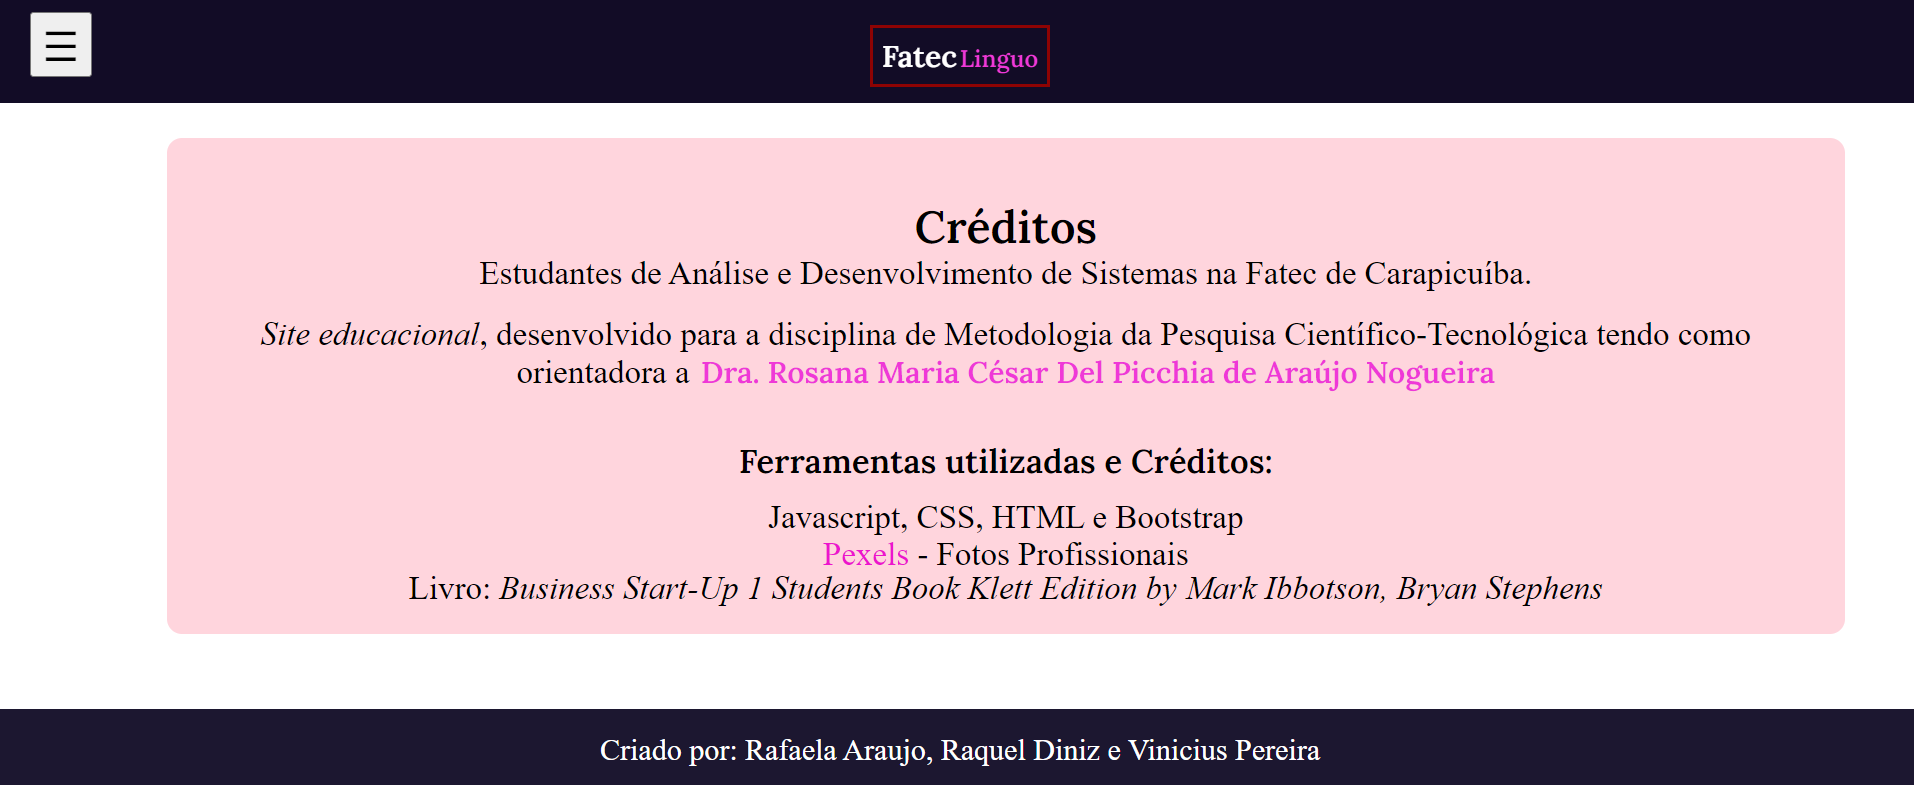 Fatec Linguo
Créditos
Estudantes de Análise e Desenvolvimento de Sistemas na Fatec de Carapicuíba.
Site educacional, desenvolvido para a disciplina de Metodologia da Pesquisa Científico-Tecnológica tendo como
orientadora a Dra. Rosana Maria César Del Picchia de Araújo Nogueira
Ferramentas utilizadas e Créditos:
Javascript, CSS, HTML e Bootstrap
Pexels - Fotos Profissionais
Livro: Business Start-Up 1 Students Book Klett Edition by Mark Ibbotson, Bryan Stephens
Criado por: Rafaela Araujo, Raquel Diniz e Vinicius Pereira